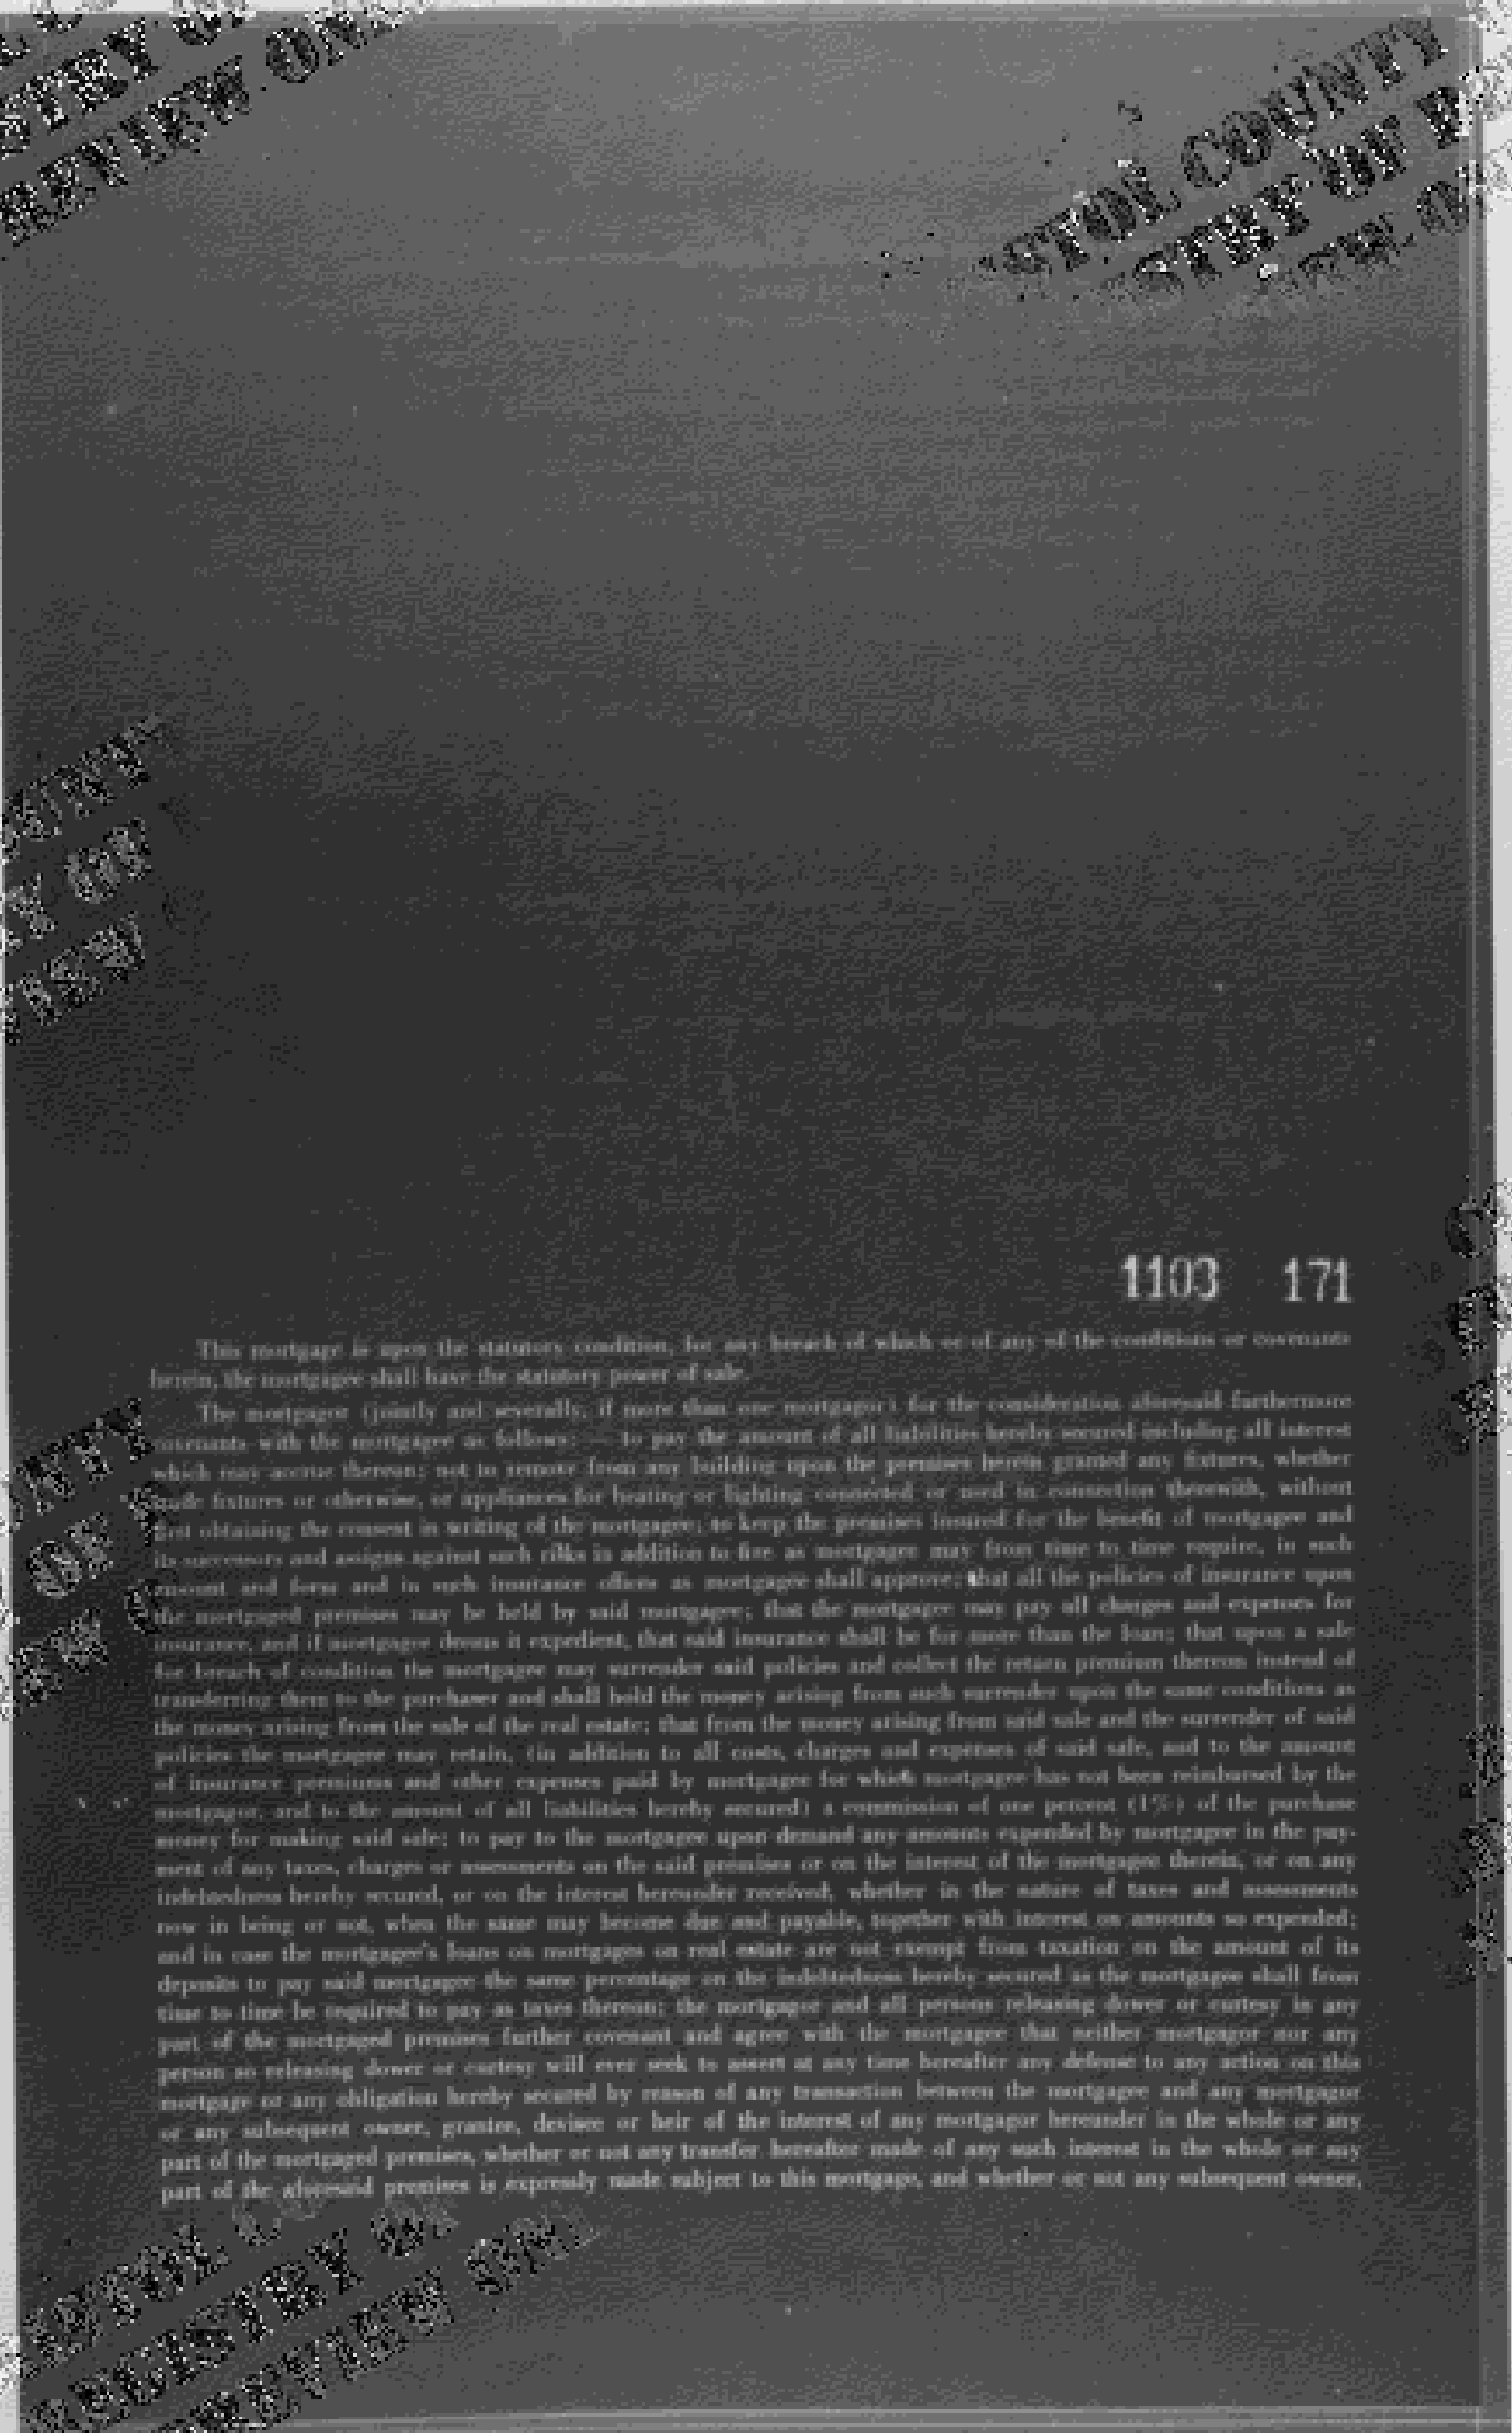 STRY OF
REVIEW ON
STOL COUNTY
STRY OF
1103 171
This mortgage is upon the statutory condition, for any breach of which or of any of the conditions or covenants
herein, the mortgagee shall have the statutory power of sale.
The mortgagor (jointly and severally, if more than one mortgagor) for the consideration aforesaid furthermore
covenants with the mortgagee as follows: — to pay the amount of all liabilities hereby secured including all interest
which may accrue thereon; not to remove from any building upon the premises herein granted any fixtures, whether
fixtures or otherwise, or appliances for heating or lighting connected or used in connection therewith, without
first obtaining the consent in writing of the mortgagee; to keep the premises insured for the benefit of mortgagee and
its successors and assigns against such risks in addition to fire as mortgagee may from time to time require, in such
amount and form and in such insurance offices as mortgagee shall approve; that all the policies of insurance upon
the mortgaged premises may be held by said mortgagee; that the mortgagee may pay all charges and expenses for
insurance, and if mortgagee deems it expedient, that said insurance shall be for more than the loan; that upon a sale
for breach of condition the mortgagee may surrender said policies and collect the return premium thereon instead of
transferring them to the purchaser and shall hold the money arising from such surrender upon the same conditions as
the money arising from the sale of the real estate; that from the money arising from said sale and the surrender of said
policies the mortgagee may retain, (in addition to all costs, charges and expenses of said sale, and to the amount
of insurance premiums and other expenses paid by mortgagee for which mortgagee has not been reimbursed by the
mortgagor, and to the amount of all liabilities hereby secured) a commission of one percent (1%) of the purchase
money for making said sale; to pay to the mortgagee upon demand any amounts expended by mortgagee in the pay-
ment of any taxes, charges or assessments on the said premises or on the interest of the mortgagee therein, or on any
indebtedness hereby secured, or on the interest hereunder received, whether in the nature of taxes and assessments
now in being or not, when the same may become due and payable, together with interest on amounts so expended;
and in case the mortgagee's loans on mortgages on real estate are not exempt from taxation on the amount of its
deposits to pay said mortgagee the same percentage on the indebtedness hereby secured as the mortgagee shall from
time to time be required to pay as taxes thereon; the mortgagor and all persons releasing dower or curtesy in any
part of the mortgaged premises further covenant and agree with the mortgagee that neither mortgagor nor any
person so releasing dower or curtesy will ever seek to assert at any time hereafter any defense to any action on this
mortgage or any obligation hereby secured by reason of any transaction between the mortgagee and any mortgagor
or any subsequent owner, grantee, devisee or heir of the interest of any mortgagor hereunder in the whole or any
part of the mortgaged premises, whether or not any transfer hereafter made of any such interest in the whole or any
part of the aforesaid premises is expressly made subject to this mortgage, and whether or not any subsequent owner,